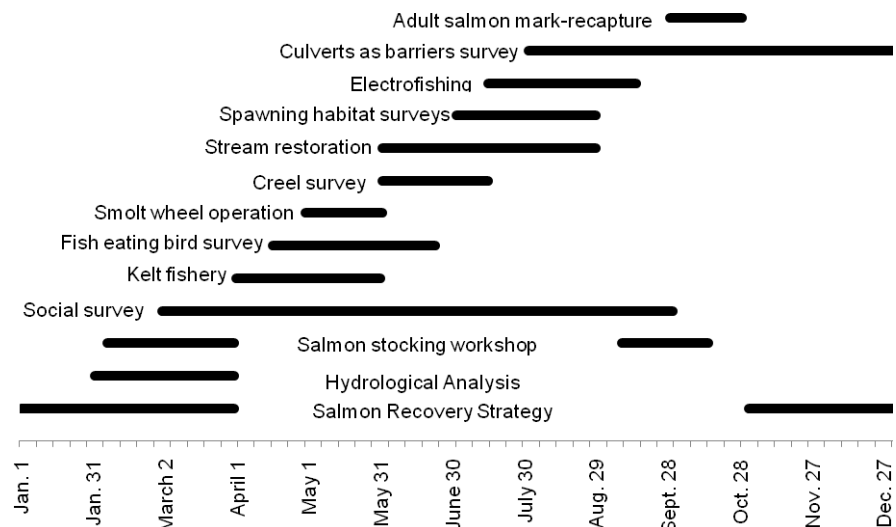 Adult salmon mark-recapture
Culverts as barriers survey
Electrofishing
Spawning habitat surveys
Stream restoration
Creel survey
Smolt wheel operation
Fish eating bird survey
Kelt fishery
Social survey
Salmon stocking workshop
Hydrological Analysis
Salmon Recovery Strategy
Jan. 1
Jan. 31
March 2
April 1
May 1
May 31
June 30
July 30
Aug. 29
Sept. 28
Oct. 28
Nov. 27
Dec. 27